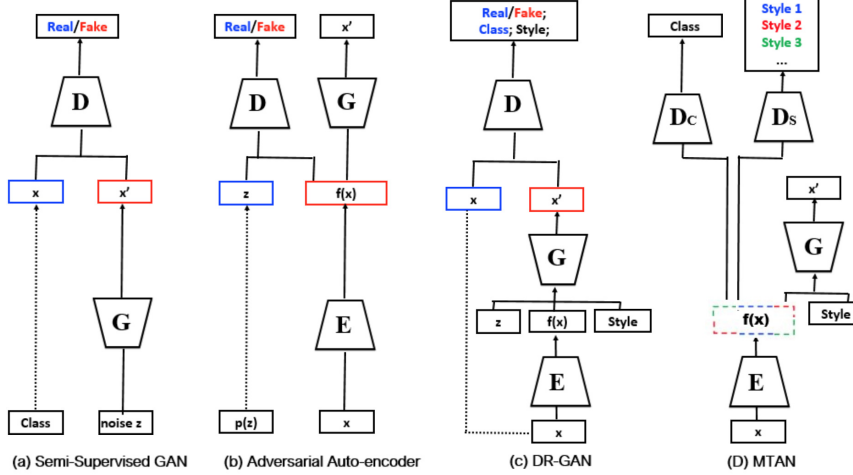 Real/Fake
D
x
x'
G
Class
noise z
(a) Semi-Supervised GAN
Real/Fake
x'
D
G
z
f(x)
E
p(z)
x
(b) Adversarial Auto-encoder
Real/Fake;
Class; Style;
D
x
x'
G
z
f(x)
Style
E
x
(c) DR-GAN
Class
Style 1
Style 2
Style 3
...
DC
DS
x'
G
f(x)
Style
E
x
(D) MTAN